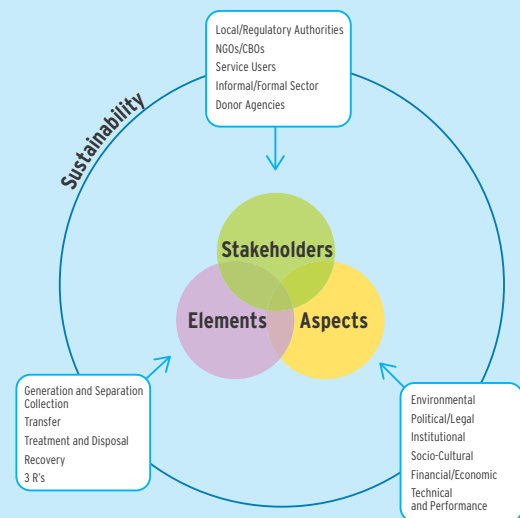 Local/Regulatory Authorities
NGOs/CBOs
Service Users
Informal/Formal Sector
Donor Agencies
Sustainability
Stakeholders
Elements
Aspects
Generation and Separation
Collection
Transfer
Treatment and Disposal
Recovery
3 R's
Environmental
Political/Legal
Institutional
Socio-Cultural
Financial/Economic
Technical
and Performance